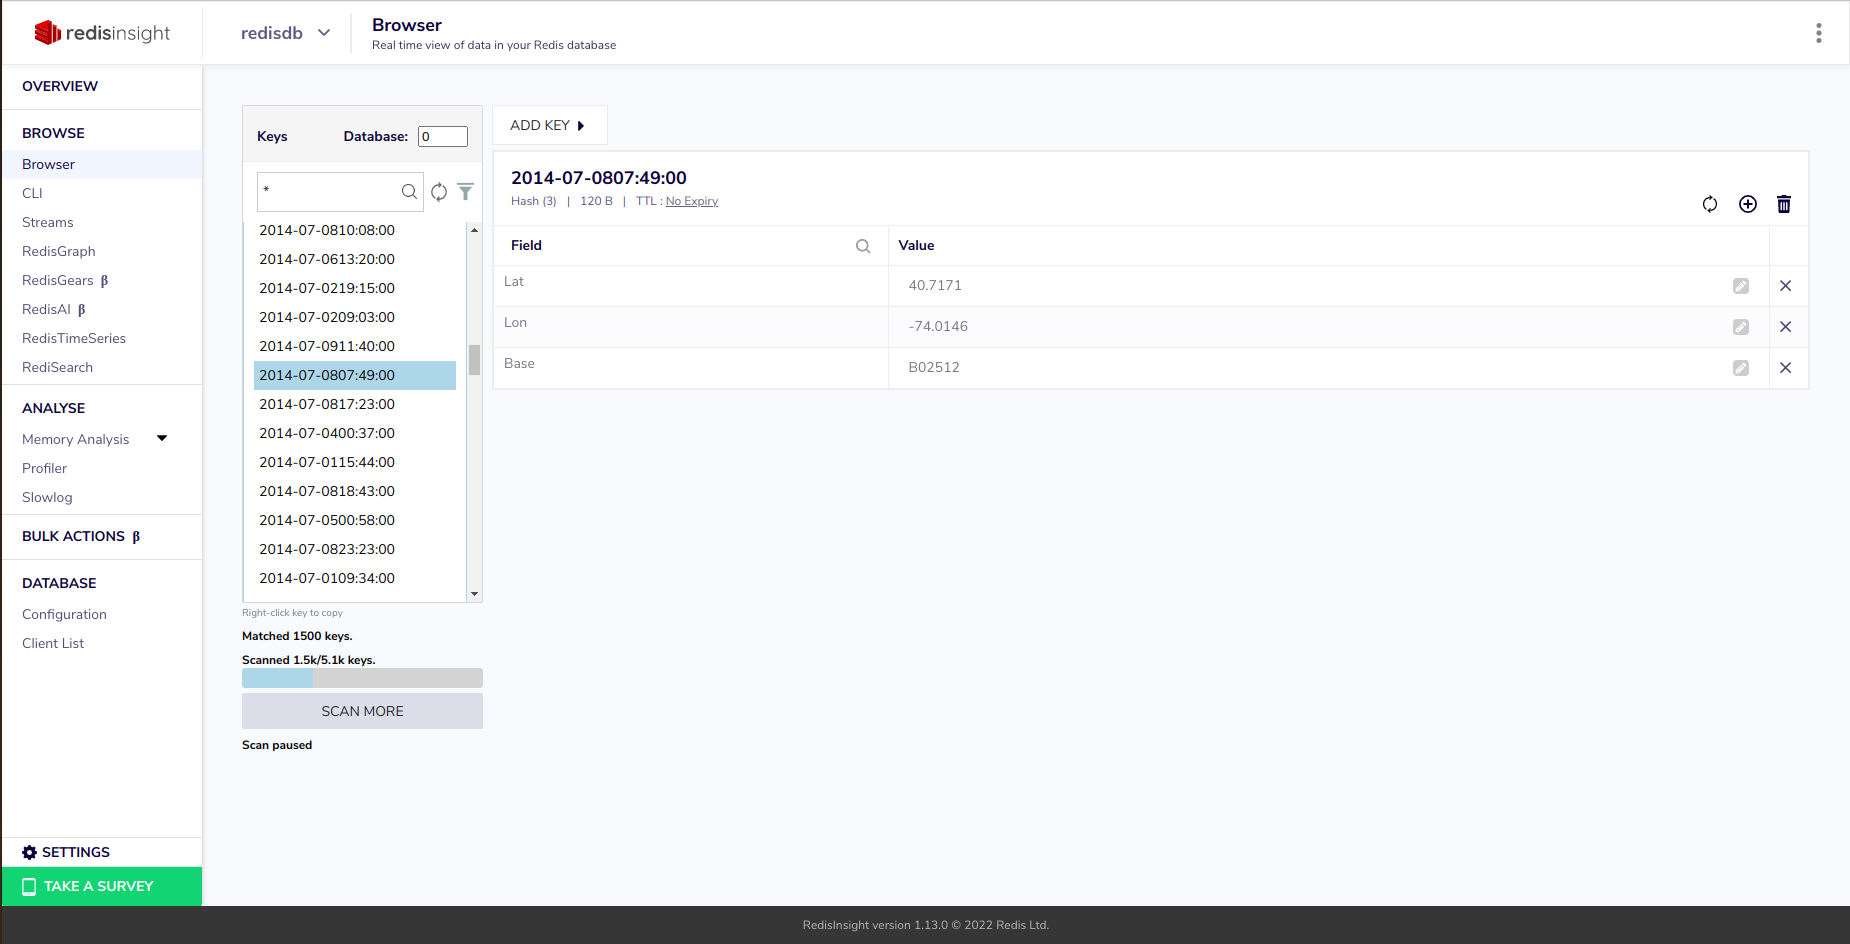 redisinsight
redisdb
Browser
Real time view of data in your Redis database
OVERVIEW
BROWSE
Browser
CLI
Streams
RedisGraph
RedisGears β
RedisAI β
RedisTimeSeries
RediSearch
ANALYSE
Memory Analysis
Profiler
Slowlog
BULK ACTIONS β
DATABASE
Configuration
Client List
SETTINGS
TAKE A SURVEY
Keys Database: 0
*
2014-07-0810:08:00
2014-07-0613:20:00
2014-07-0219:15:00
2014-07-0209:03:00
2014-07-0911:40:00
2014-07-0807:49:00
2014-07-0817:23:00
2014-07-0400:37:00
2014-07-0115:44:00
2014-07-0818:43:00
2014-07-0500:58:00
2014-07-0823:23:00
2014-07-0109:34:00
Right-click key to copy
Matched 1500 keys.
Scanned 1.5k/5.1k keys.
SCAN MORE
Scan paused
ADD KEY
2014-07-0807:49:00
Hash (3) | 120 B | TTL : No Expiry
Field Value
Lat 40.7171
Lon -74.0146
Base B02512
RedisInsight version 1.13.0 © 2022 Redis Ltd.